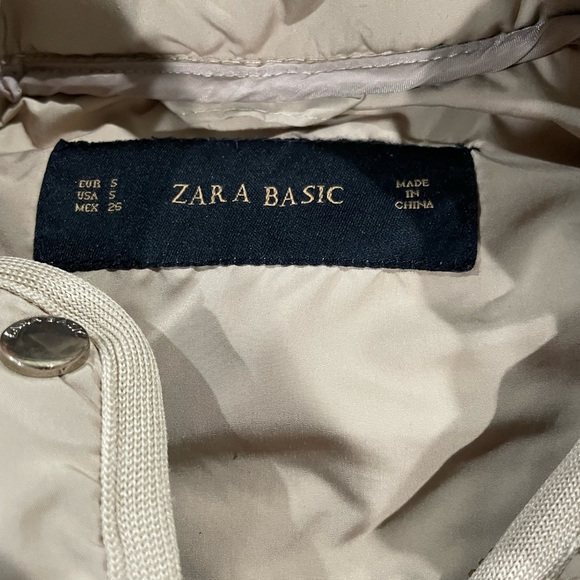 EUR S
USA S
MEX 26
ZARA BASIC
MADE
IN
CHINA